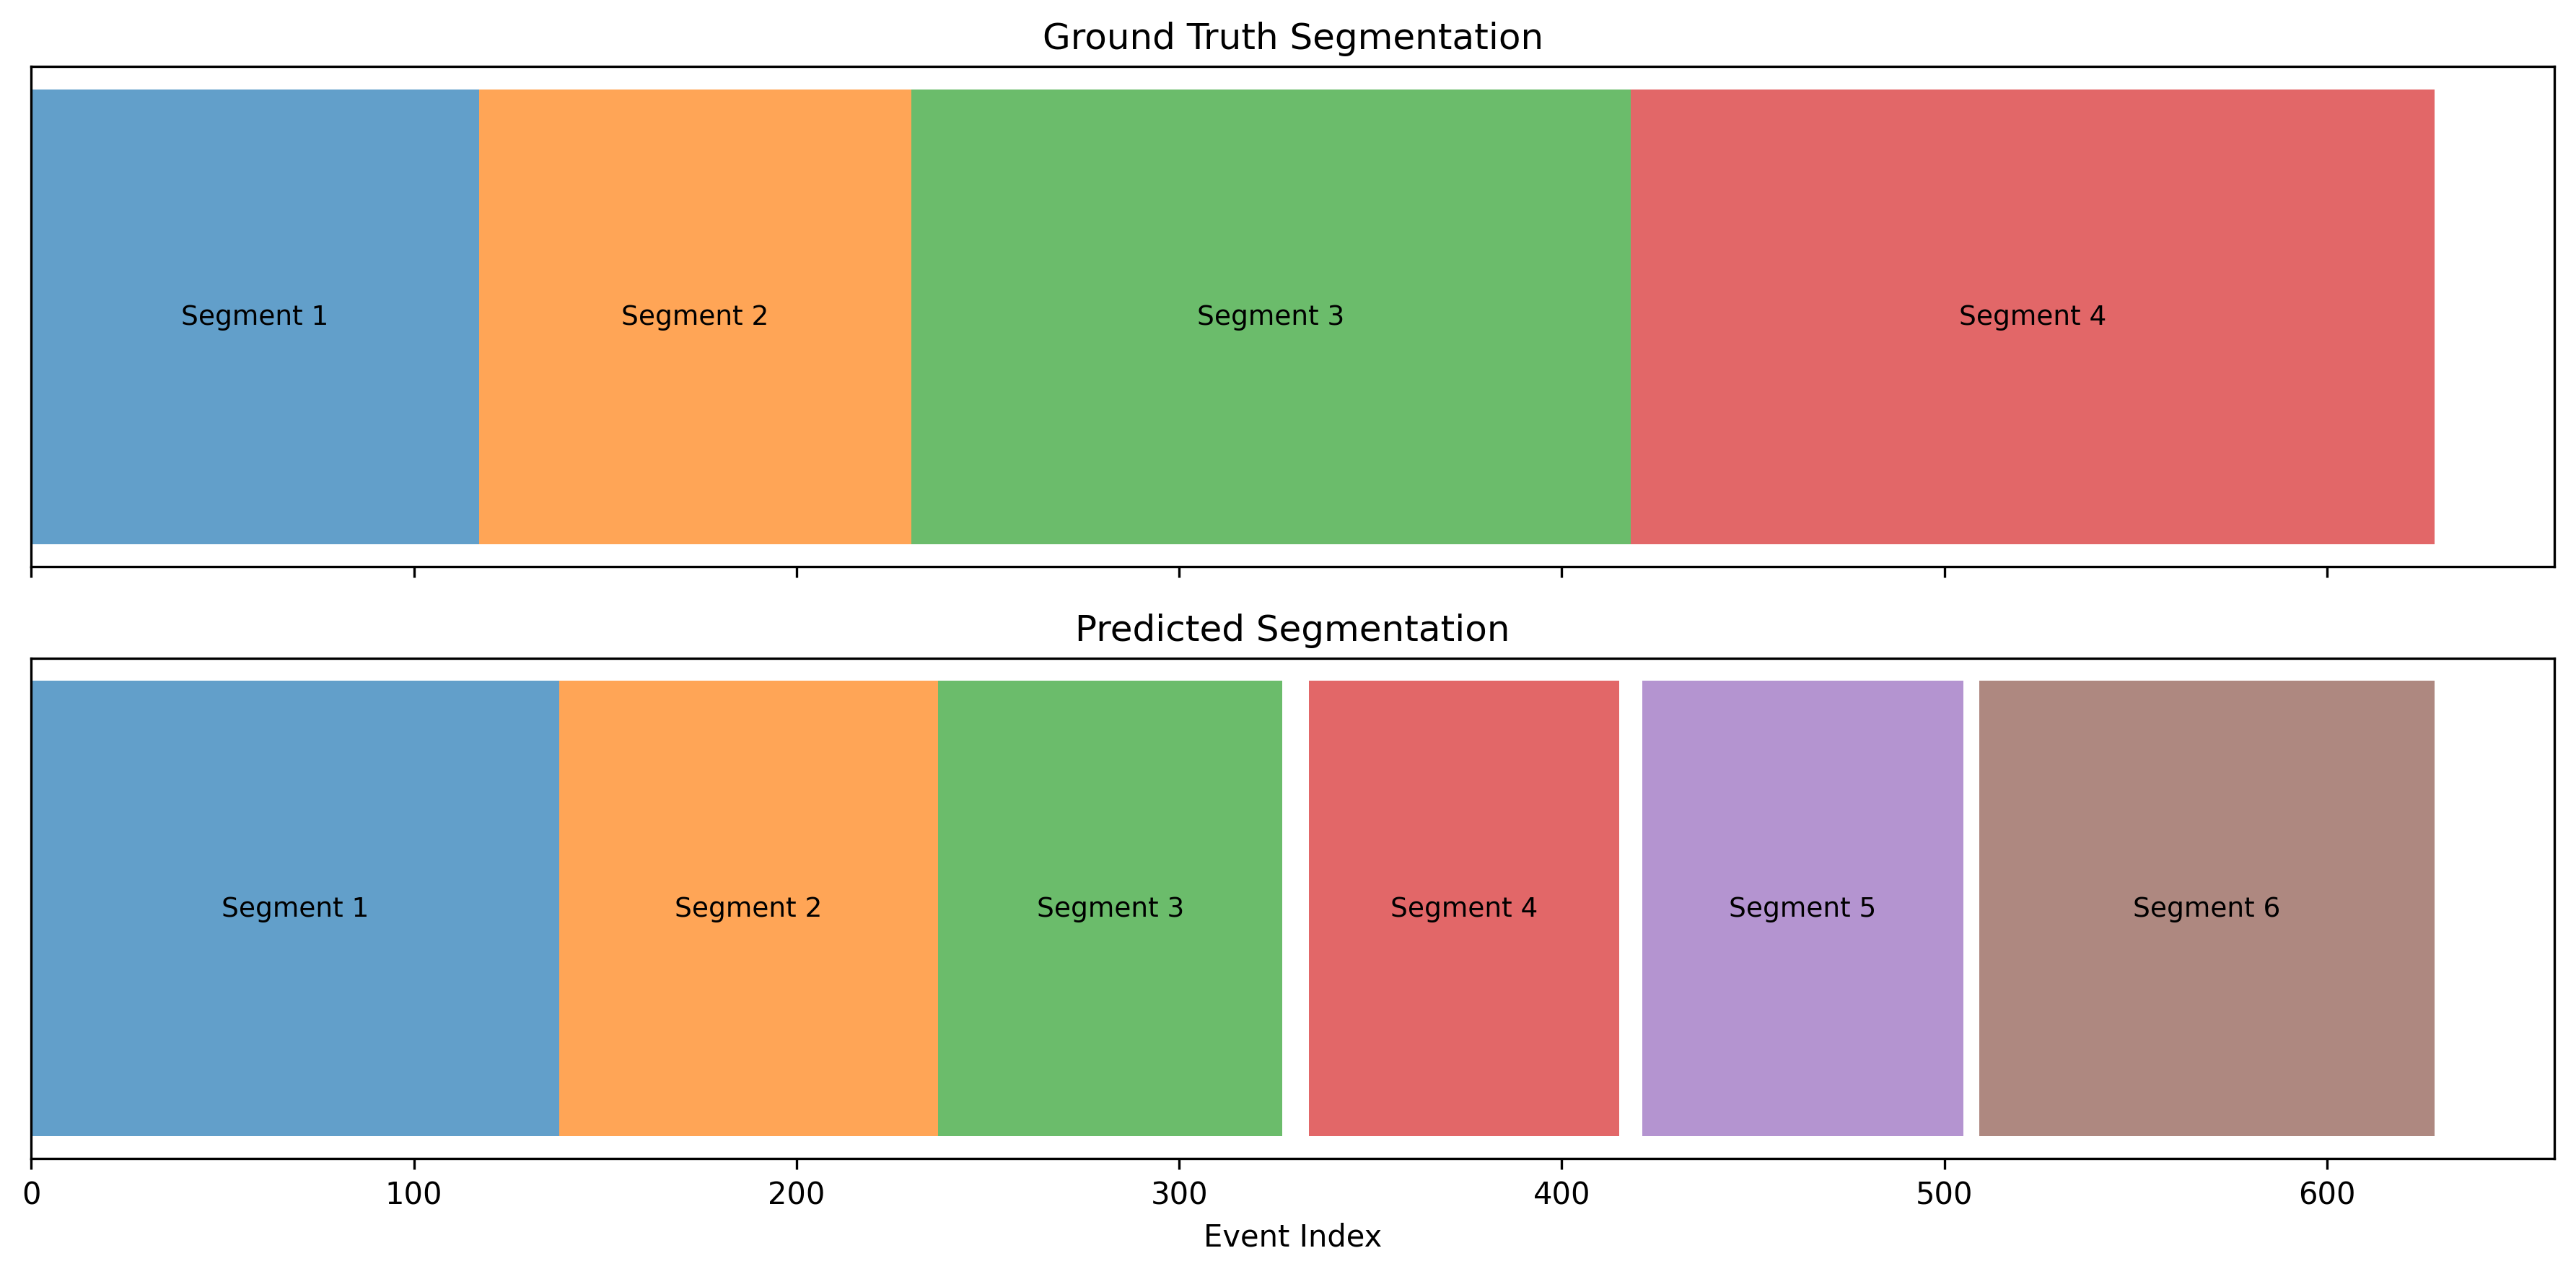 Ground Truth Segmentation
Segment 1
Segment 2
Segment 3
Segment 4
Predicted Segmentation
Segment 1
Segment 2
Segment 3
Segment 4
Segment 5
Segment 6
0 100 200 300 400 500 600
Event Index